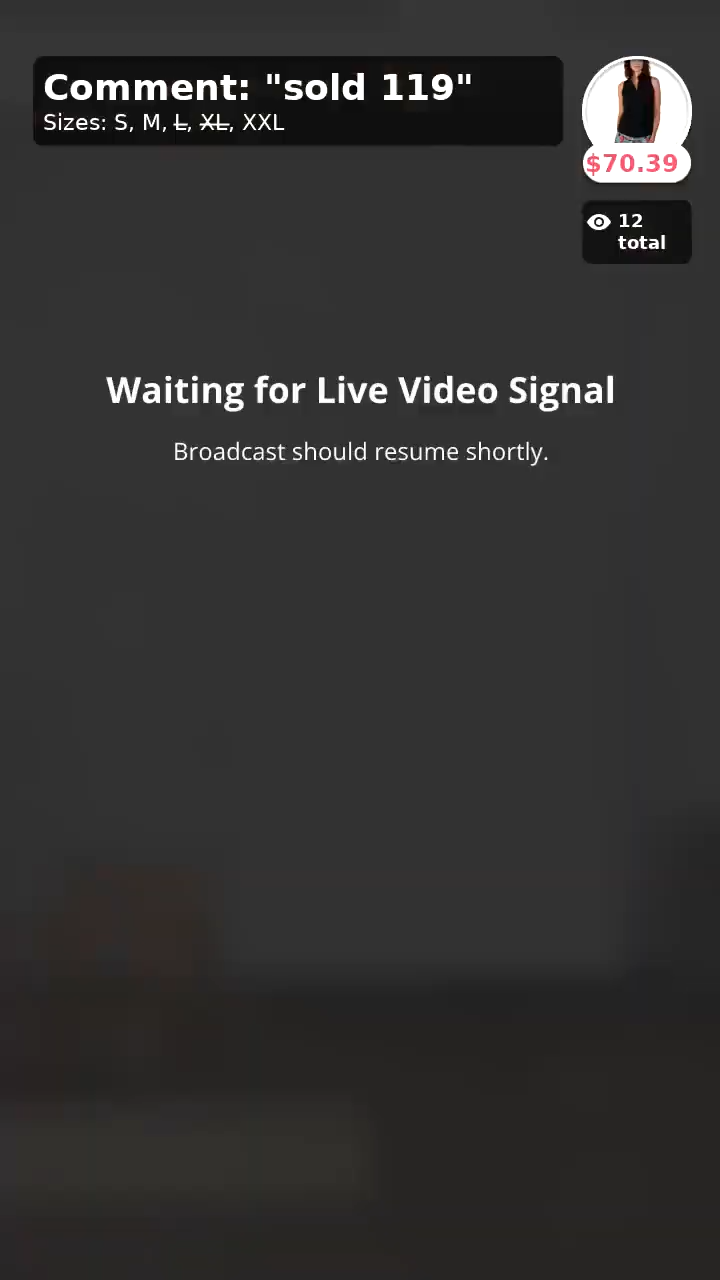 Comment: "sold 119"
Sizes: S, M, L, XL, XXL
$70.39
12
total
Waiting for Live Video Signal
Broadcast should resume shortly.